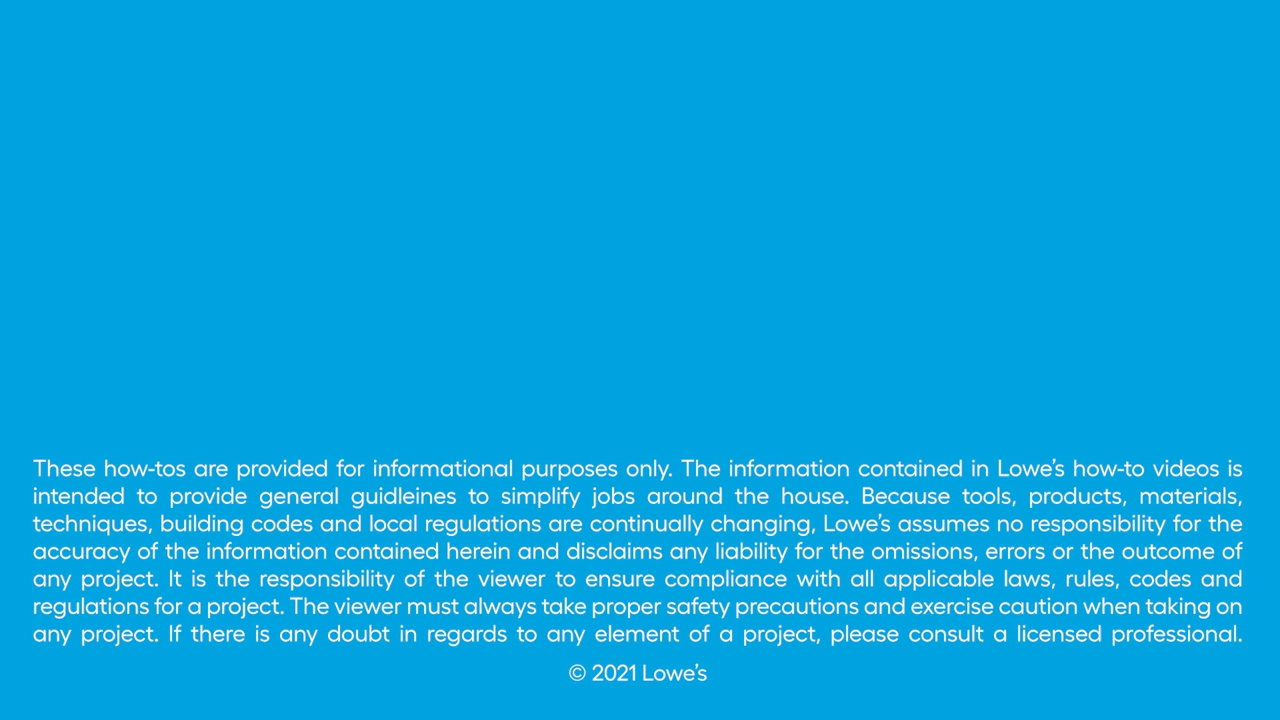 These how-tos are provided for informational purposes only. The information contained in Lowe’s how-to videos is
intended to provide general guidleines to simplify jobs around the house. Because tools, products, materials,
techniques, building codes and local regulations are continually changing, Lowe’s assumes no responsibility for the
accuracy of the information contained herein and disclaims any liability for the omissions, errors or the outcome of
any project. It is the responsibility of the viewer to ensure compliance with all applicable laws, rules, codes and
regulations for a project. The viewer must always take proper safety precautions and exercise caution when taking on
any project. If there is any doubt in regards to any element of a project, please consult a licensed professional.
© 2021 Lowe’s